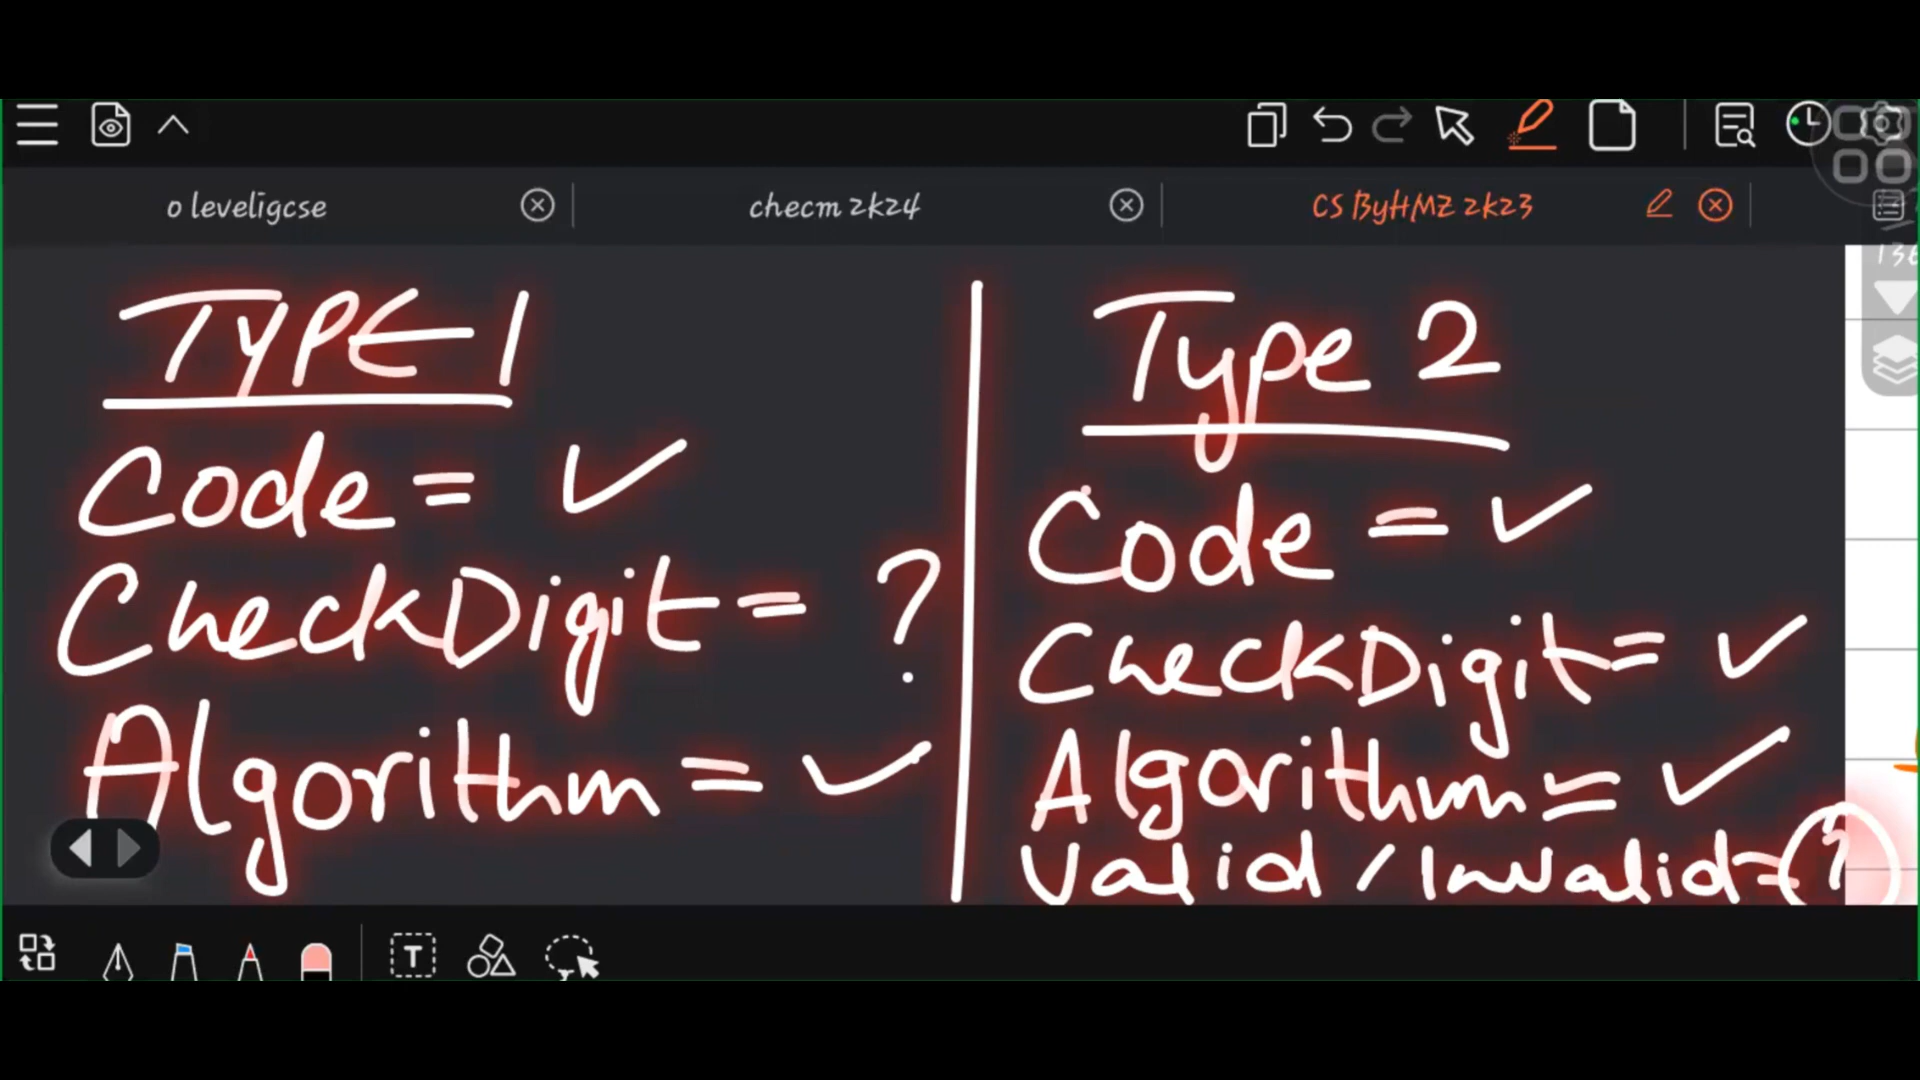 o leveligcse
checm 2k24
CS ByHMZ 2k23
TYPE 1
Code = ✓
CheckDigit = ?
Algorithm = ✓
Type 2
Code = ✓
CheckDigit = ✓
Algorithm = ✓
Valid / Invalid = ?
T